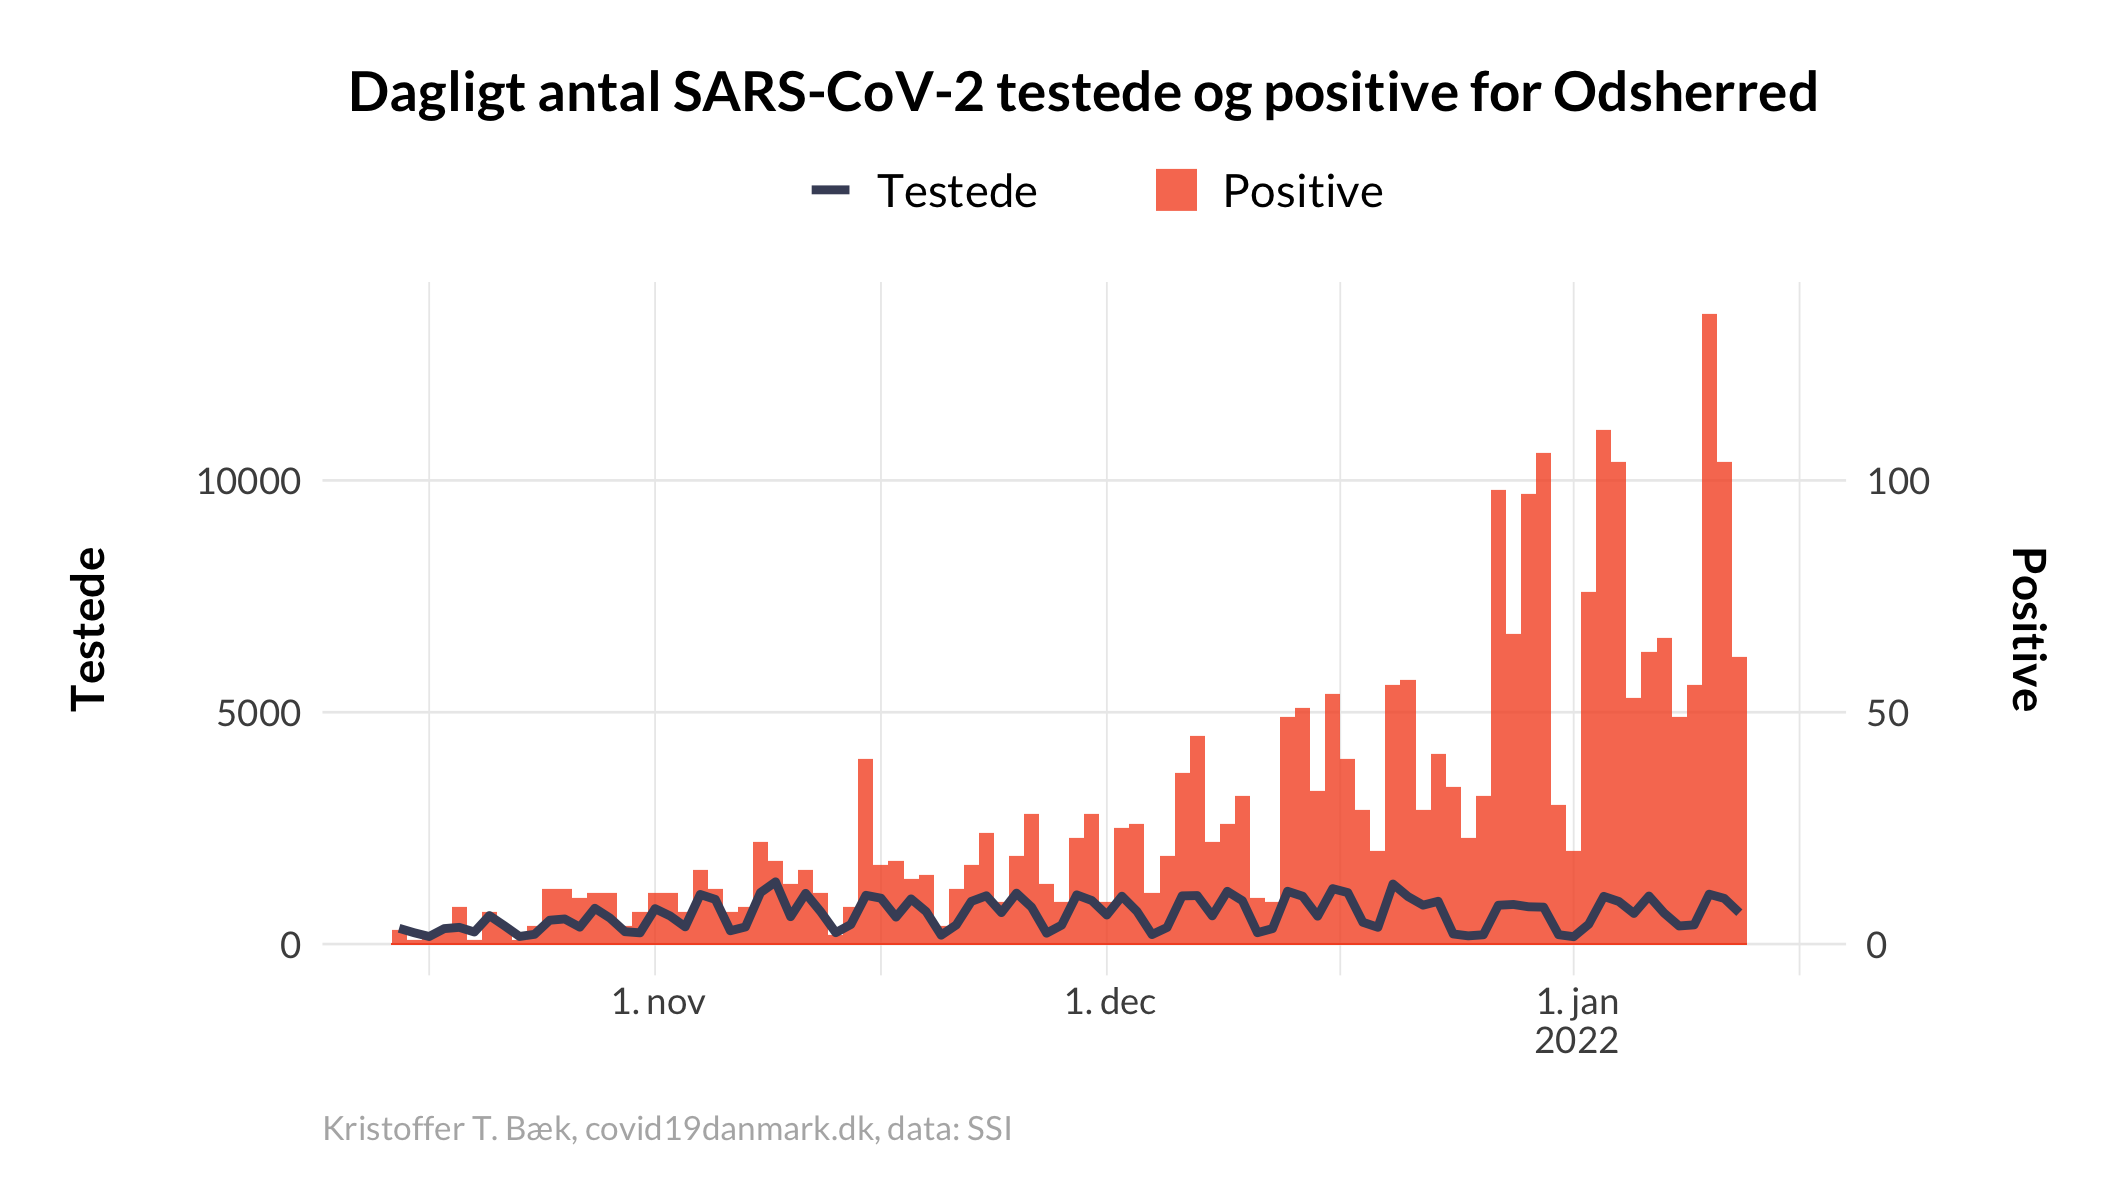 Dagligt antal SARS-CoV-2 testede og positive for Odsherred
Testede Positive
Testede
10000
5000
0
100
50
0
Positive
1. nov 1. dec 1. jan
2022
Kristoffer T. Bæk, covid19danmark.dk, data: SSI